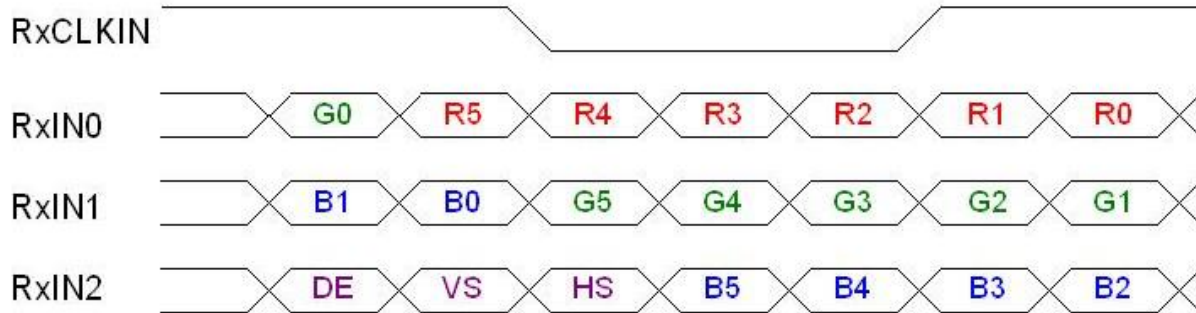 RxCLKIN
RxIN0 G0 R5 R4 R3 R2 R1 R0
RxIN1 B1 B0 G5 G4 G3 G2 G1
RxIN2 DE VS HS B5 B4 B3 B2